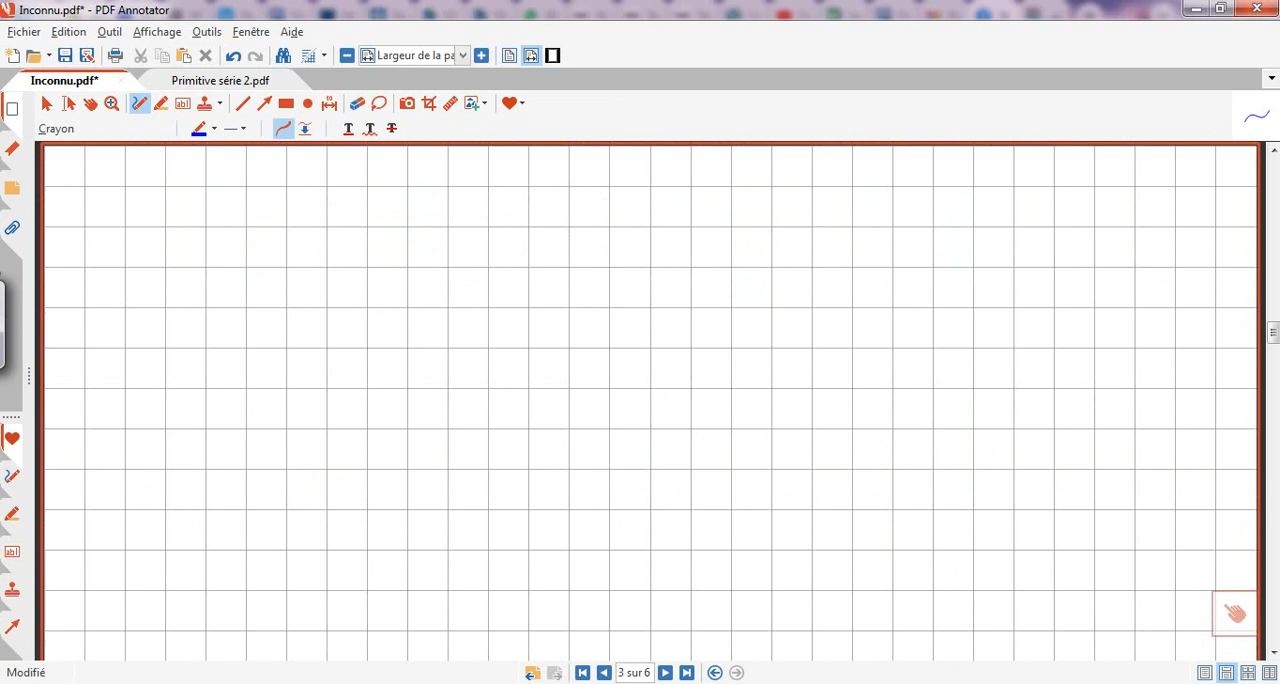 Inconnu.pdf* - PDF Annotator
Fichier Edition Outil Affichage Outils Fenêtre Aide
Largeur de la pa
Inconnu.pdf* Primitive série 2.pdf
Crayon
3 sur 6
Modifié